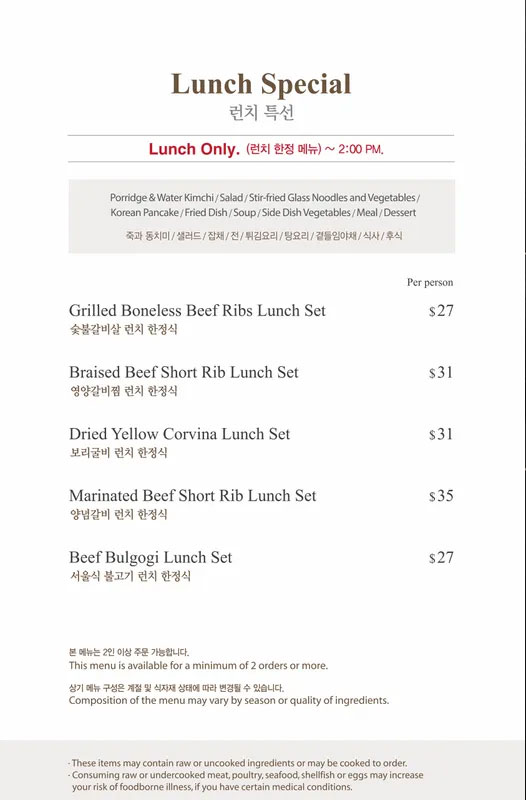 Lunch Special
런치 특선
Lunch Only. (런치 한정 메뉴) ~ 2:00 PM.
Porridge & Water Kimchi / Salad / Stir-fried Glass Noodles and Vegetables /
Korean Pancake / Fried Dish / Soup / Side Dish Vegetables / Meal / Dessert
죽과 동치미 / 샐러드 / 잡채 / 전 / 튀김요리 / 탕요리 / 곁들임야채 / 식사 / 후식
Per person
Grilled Boneless Beef Ribs Lunch Set $27
숯불갈비살 런치 한정식
Braised Beef Short Rib Lunch Set $31
영양갈비찜 런치 한정식
Dried Yellow Corvina Lunch Set $31
보리굴비 런치 한정식
Marinated Beef Short Rib Lunch Set $35
양념갈비 런치 한정식
Beef Bulgogi Lunch Set $27
서울식 불고기 런치 한정식
본 메뉴는 2인 이상 주문 가능합니다.
This menu is available for a minimum of 2 orders or more.
상기 메뉴 구성은 계절 및 식자재 상태에 따라 변경될 수 있습니다.
Composition of the menu may vary by season or quality of ingredients.
· These items may contain raw or uncooked ingredients or may be cooked to order.
· Consuming raw or undercooked meat, poultry, seafood, shellfish or eggs may increase
your risk of foodborne illness, if you have certain medical conditions.